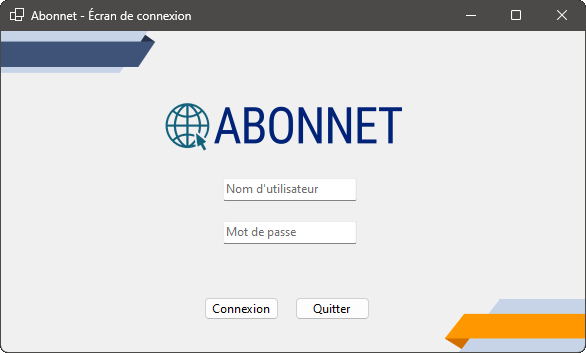 Abonnet - Écran de connexion
ABONNET
Nom d'utilisateur
Mot de passe
Connexion
Quitter